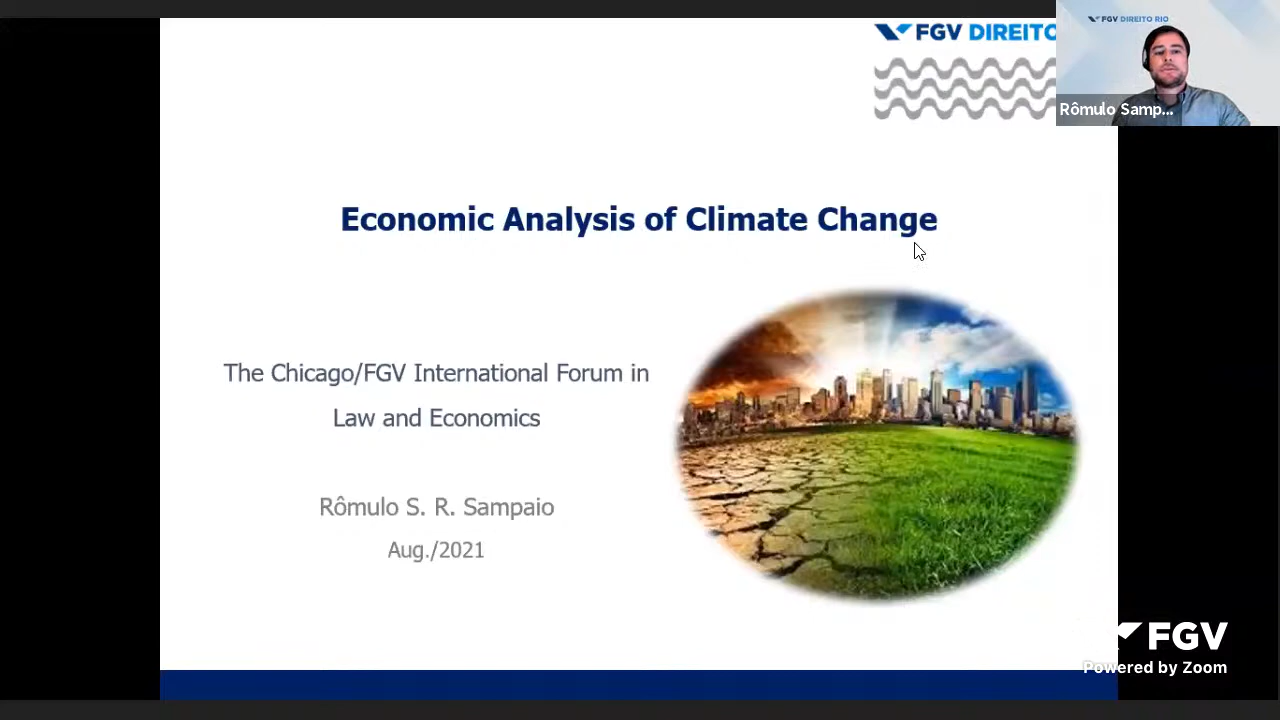 FGV DIREITO
FGV DIREITO RIO
Rômulo Samp...
Economic Analysis of Climate Change
The Chicago/FGV International Forum in
Law and Economics
Rômulo S. R. Sampaio
Aug./2021
FGV
Powered by Zoom